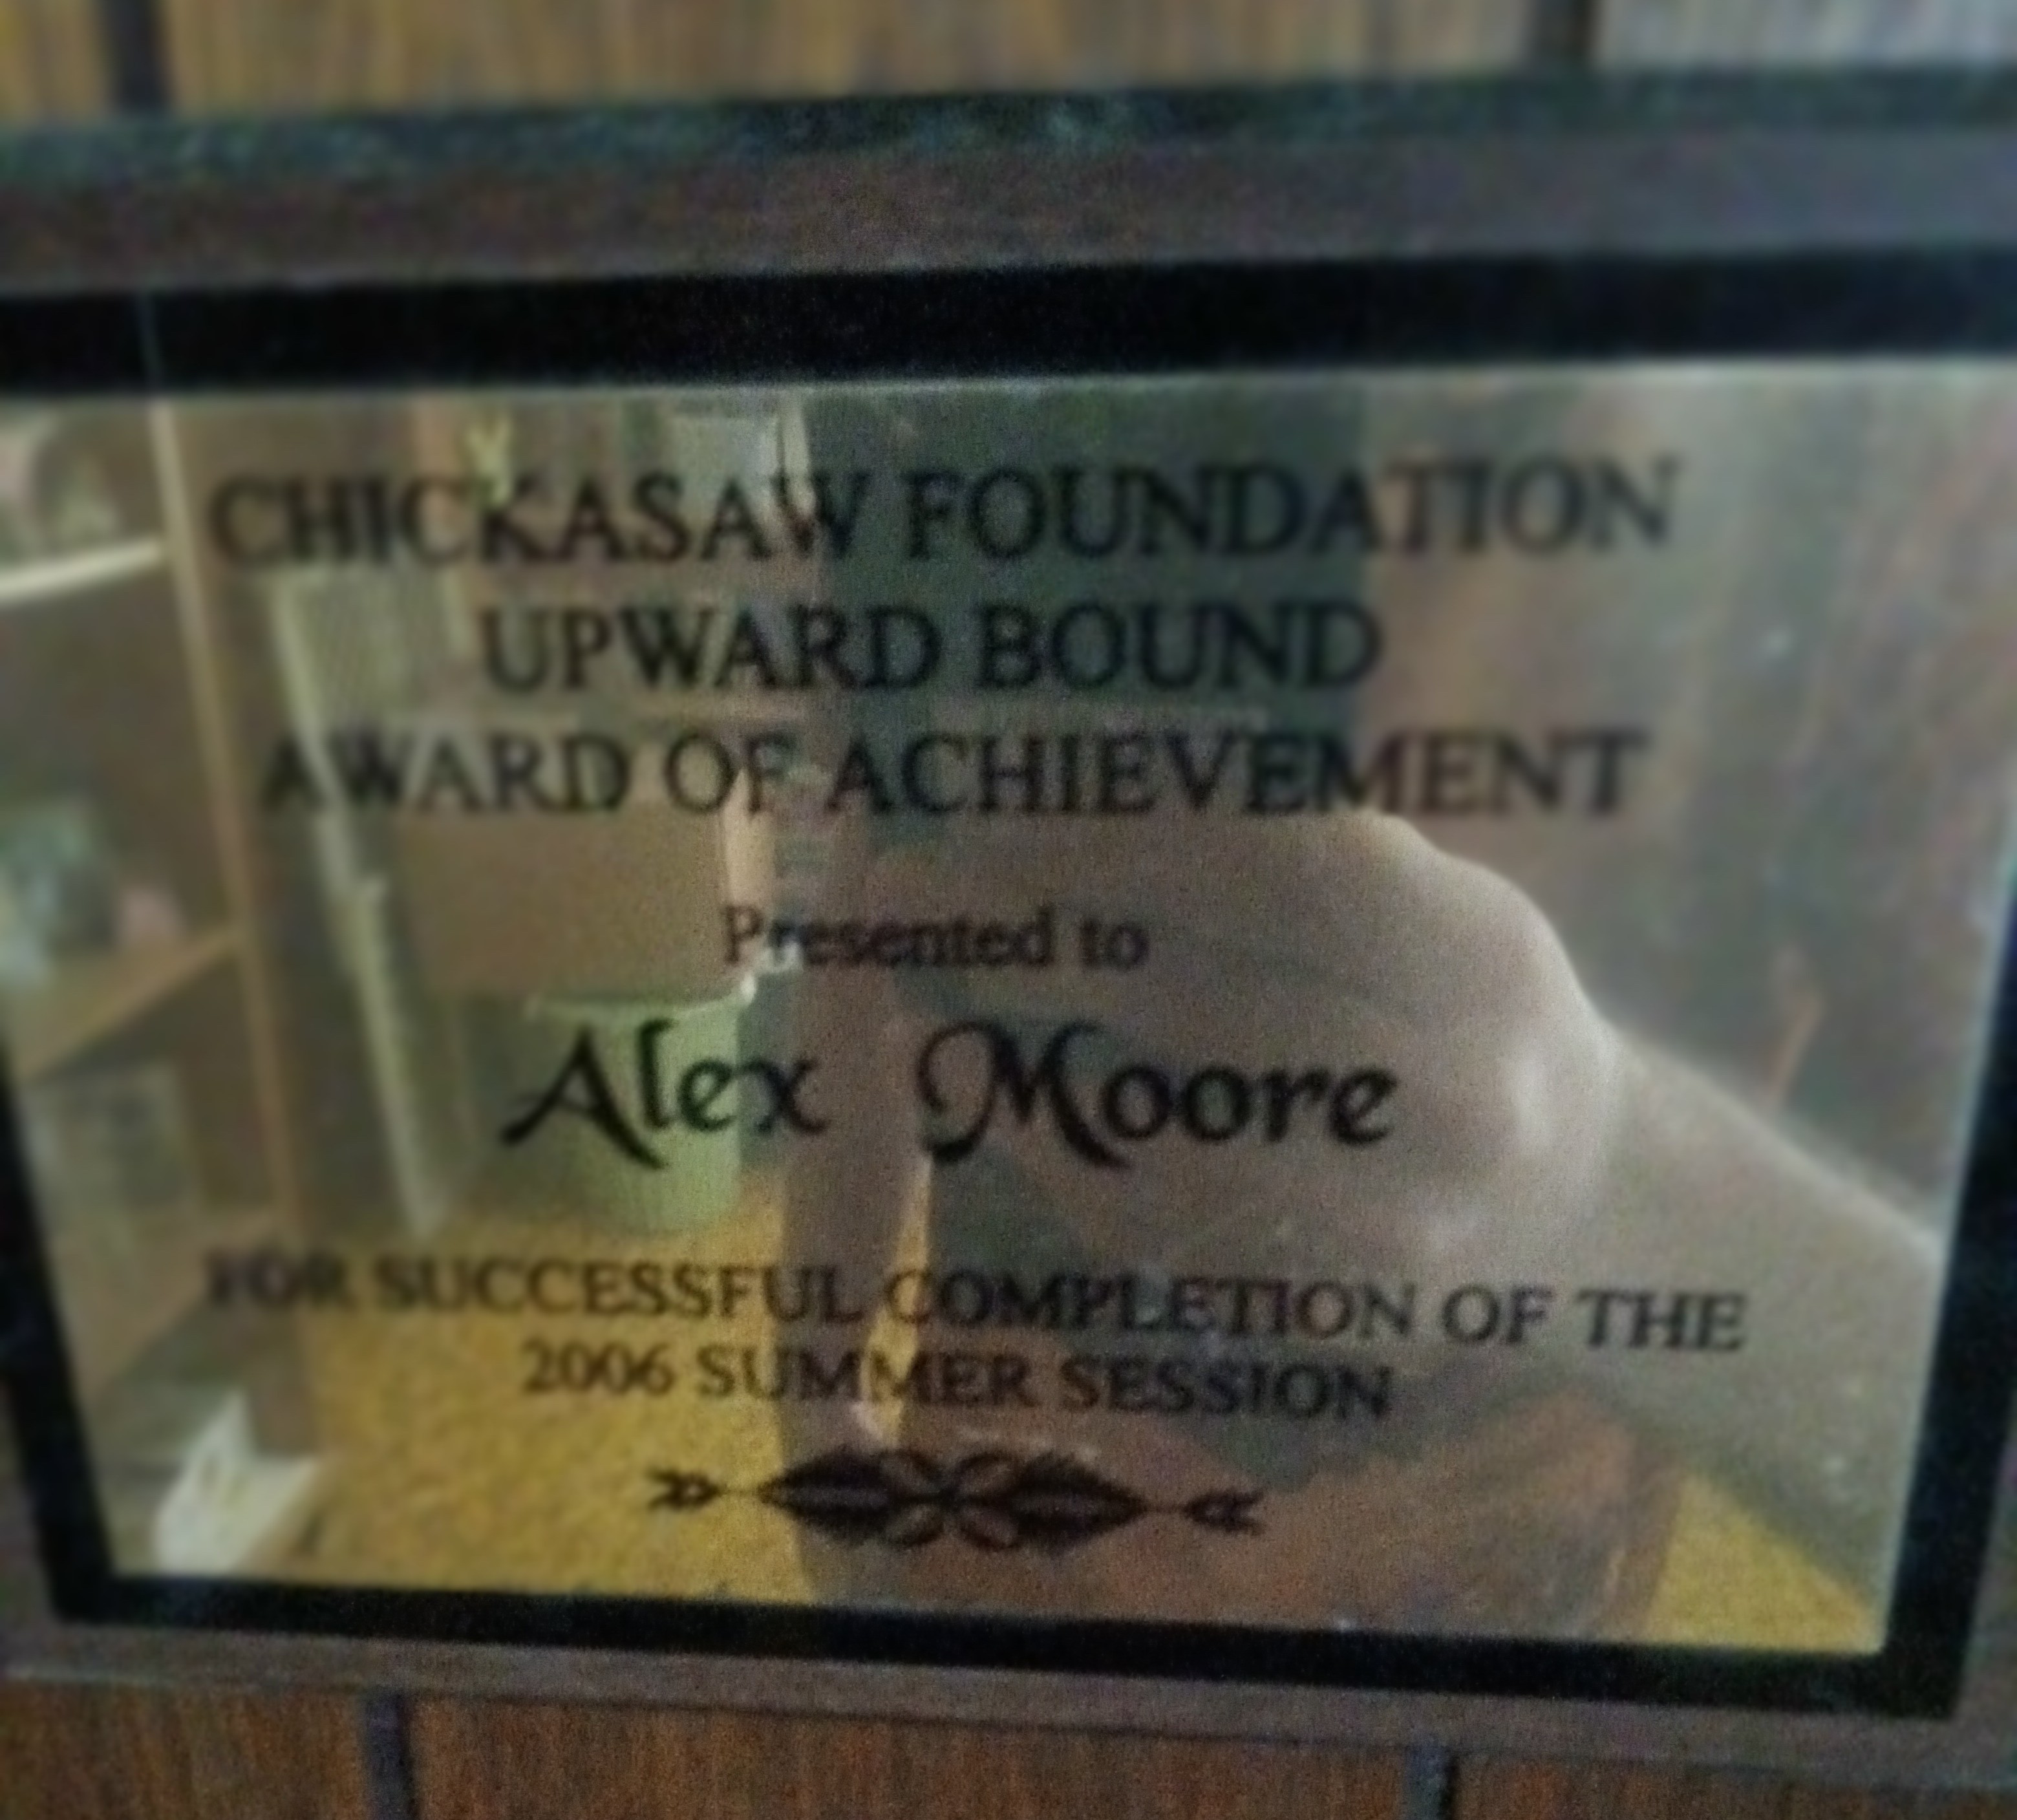 CHICKASAW FOUNDATION
UPWARD BOUND
AWARD OF ACHIEVEMENT
Presented to
Alex Moore
FOR SUCCESSFUL COMPLETION OF THE
2006 SUMMER SESSION